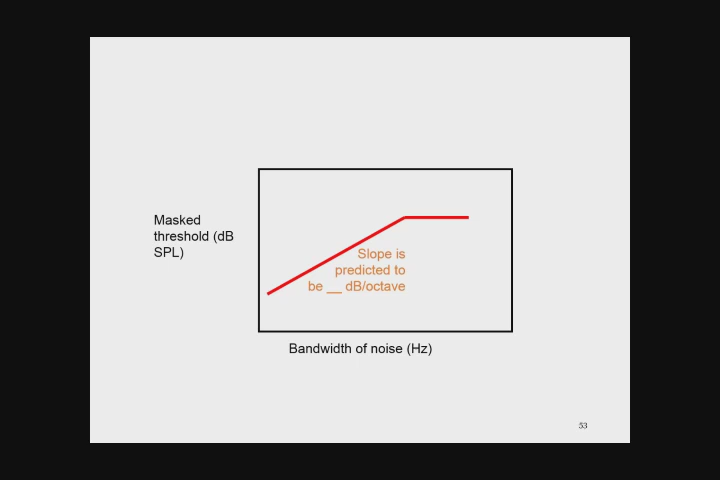 Masked
threshold (dB
SPL)
Slope is
predicted to
be __ dB/octave
Bandwidth of noise (Hz)
53